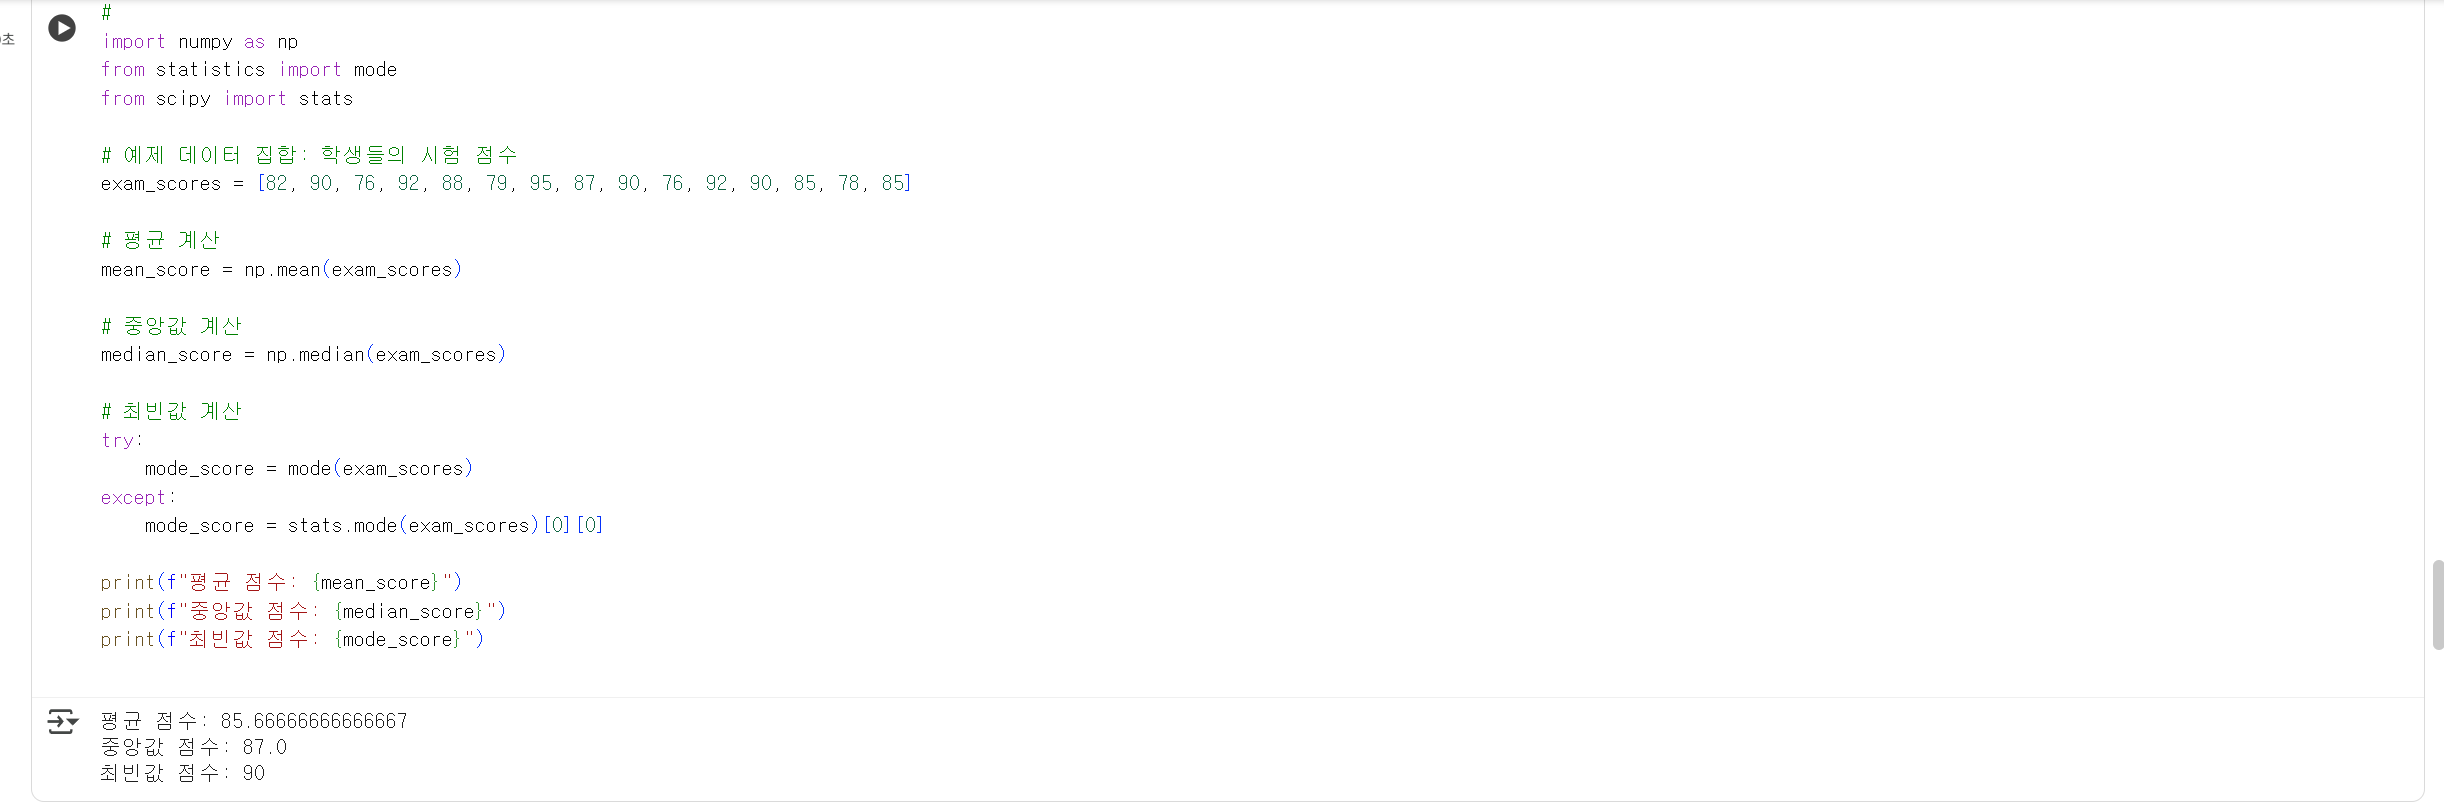 #
초
import numpy as np
from statistics import mode
from scipy import stats
# 예제 데이터 집합: 학생들의 시험 점수
exam_scores = [82, 90, 76, 92, 88, 79, 95, 87, 90, 76, 92, 90, 85, 78, 85]
# 평균 계산
mean_score = np.mean(exam_scores)
# 중앙값 계산
median_score = np.median(exam_scores)
# 최빈값 계산
try:
    mode_score = mode(exam_scores)
except:
    mode_score = stats.mode(exam_scores)[0][0]
print(f"평균 점수: {mean_score}")
print(f"중앙값 점수: {median_score}")
print(f"최빈값 점수: {mode_score}")
평균 점수: 85.66666666666667
중앙값 점수: 87.0
최빈값 점수: 90